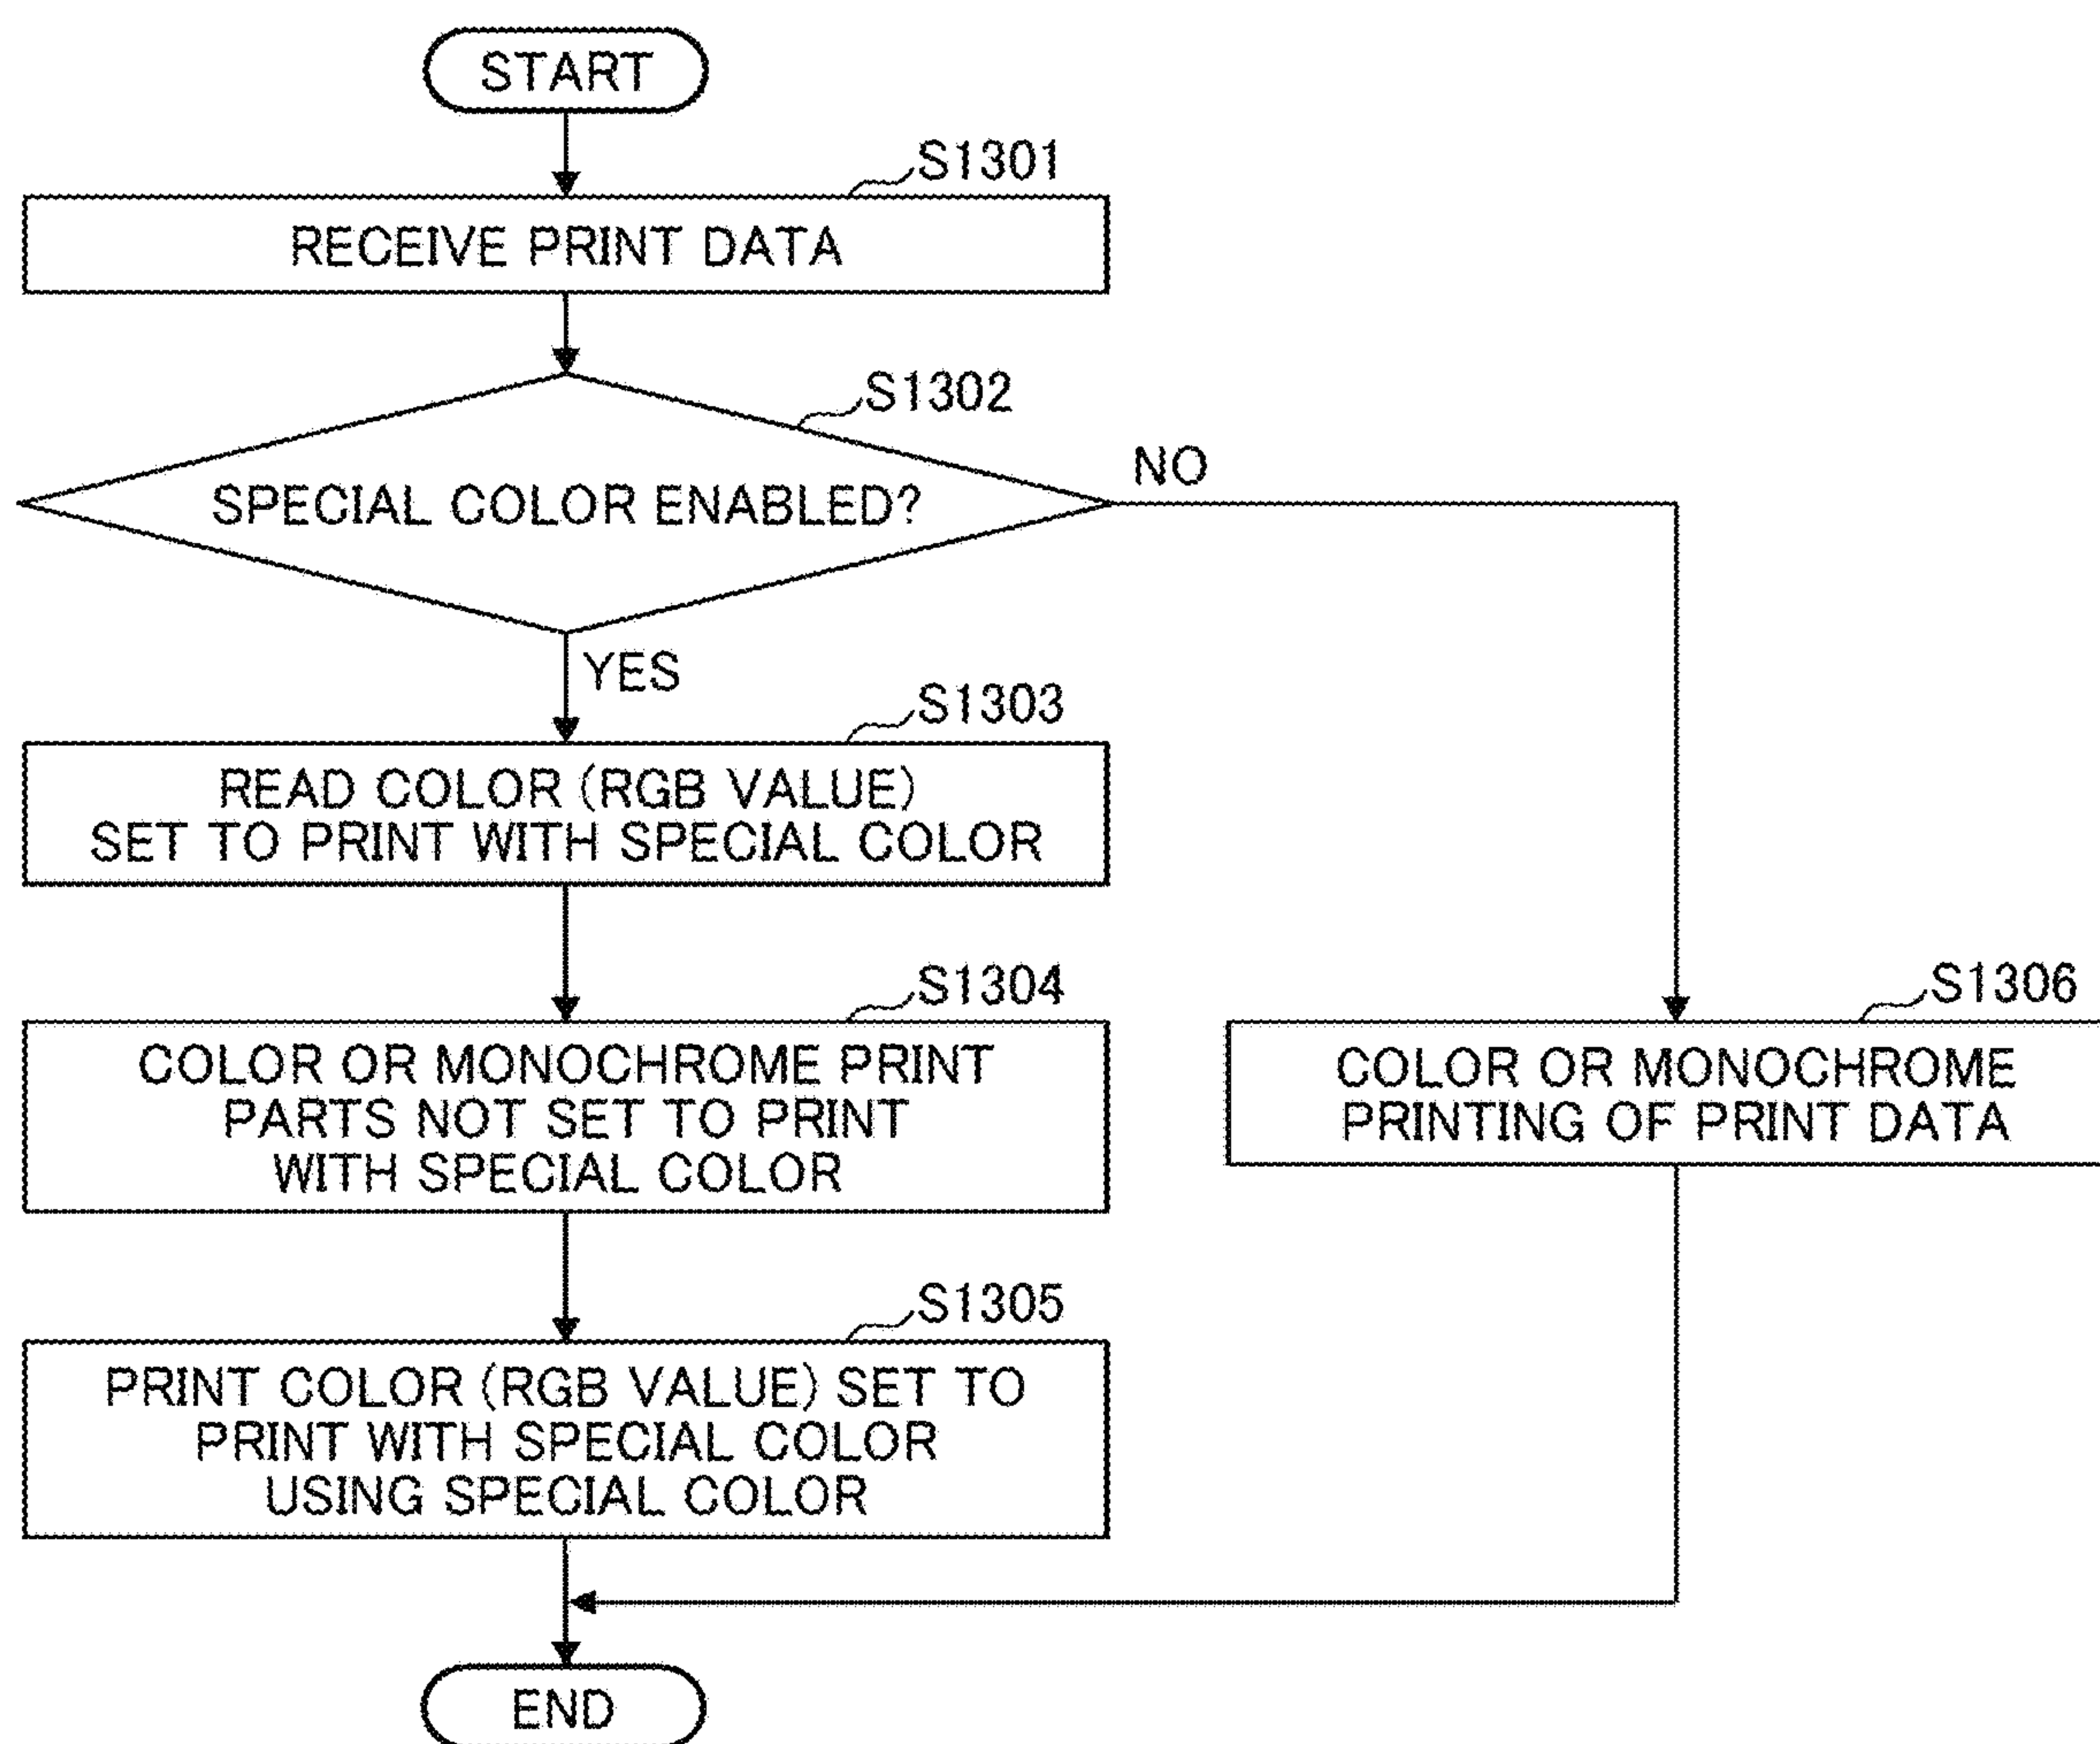 START
S1301
RECEIVE PRINT DATA
S1302
SPECIAL COLOR ENABLED?
NO
YES
S1303
READ COLOR (RGB VALUE)
SET TO PRINT WITH SPECIAL COLOR
S1304
COLOR OR MONOCHROME PRINT
PARTS NOT SET TO PRINT
WITH SPECIAL COLOR
S1306
COLOR OR MONOCHROME
PRINTING OF PRINT DATA
S1305
PRINT COLOR (RGB VALUE) SET TO
PRINT WITH SPECIAL COLOR
USING SPECIAL COLOR
END